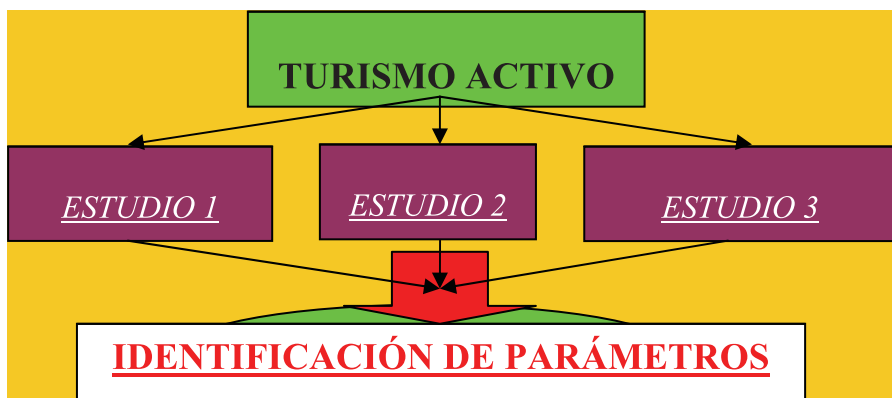 TURISMO ACTIVO
ESTUDIO 1 ESTUDIO 2 ESTUDIO 3
IDENTIFICACIÓN DE PARÁMETROS